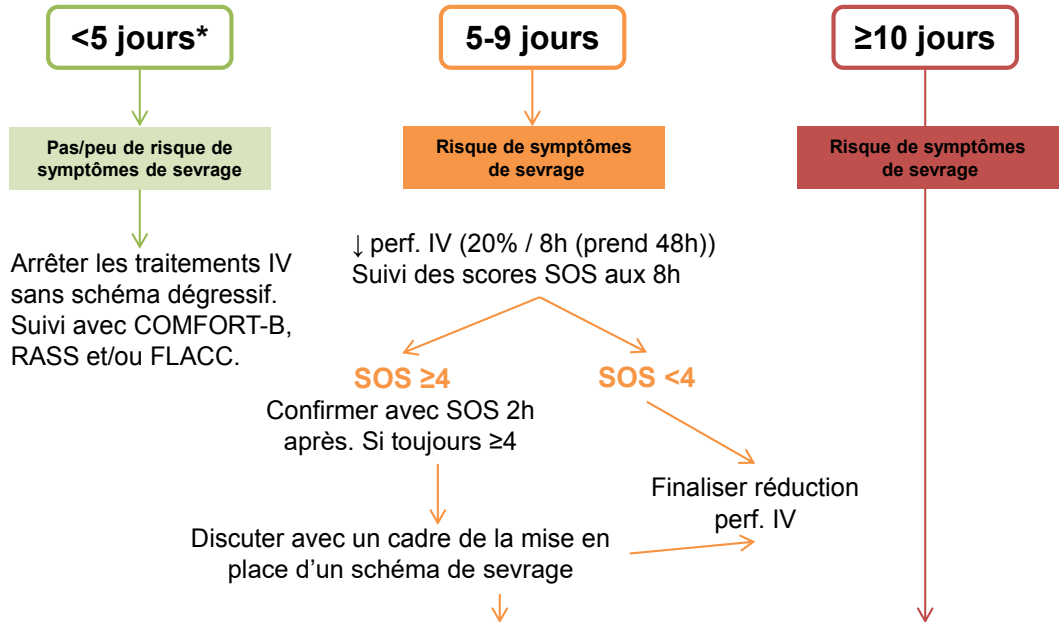 <5 jours*
5-9 jours
≥10 jours
Pas/peu de risque de
symptômes de sevrage
Risque de symptômes
de sevrage
Risque de symptômes
de sevrage
Arrêter les traitements IV
sans schéma dégressif.
Suivi avec COMFORT-B,
RASS et/ou FLACC.
↓ perf. IV (20% / 8h (prend 48h))
Suivi des scores SOS aux 8h
SOS ≥4
SOS <4
Confirmer avec SOS 2h
après. Si toujours ≥4
Finaliser réduction
perf. IV
Discuter avec un cadre de la mise en
place d’un schéma de sevrage